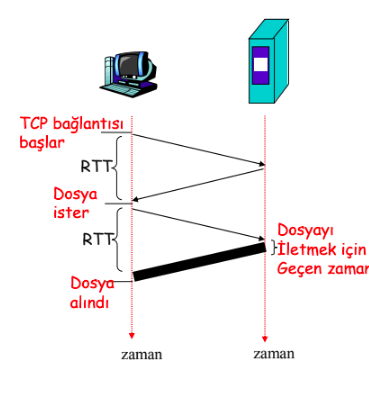 TCP bağlantısı
başlar
RTT
Dosya
ister
RTT
Dosyayı
İletmek için
Geçen zaman
Dosya
alındı
zaman
zaman